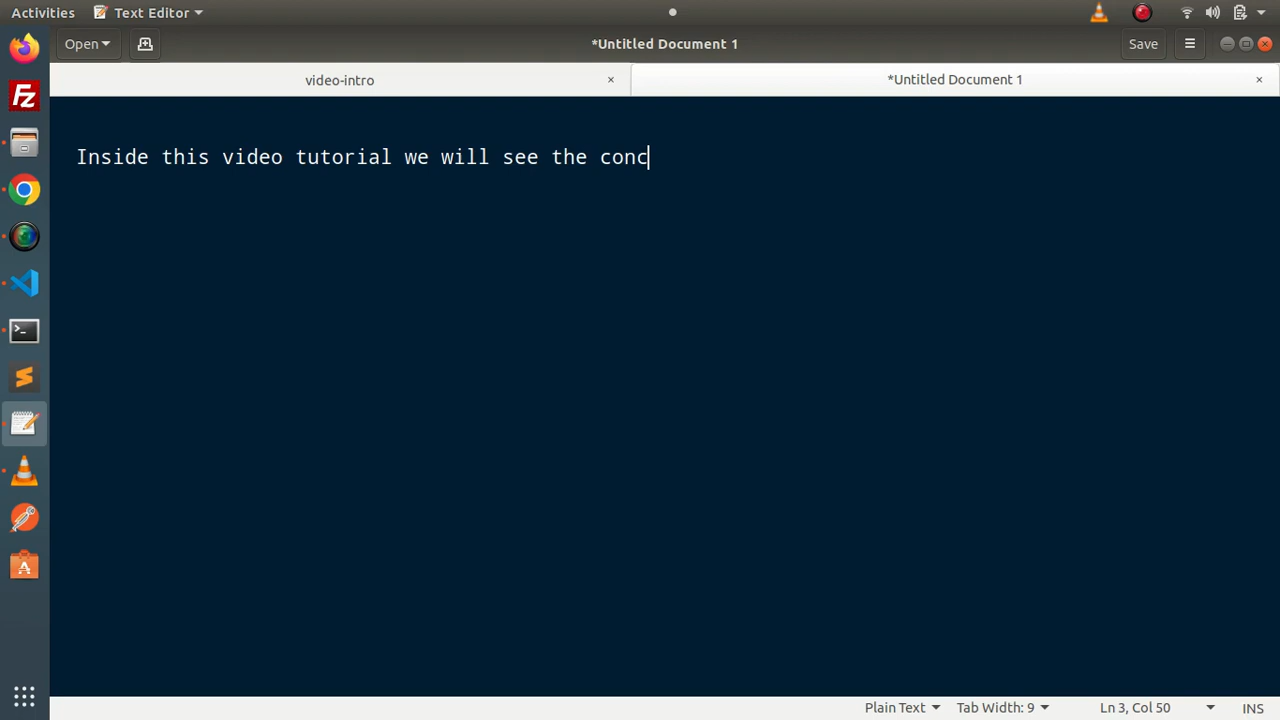 Activities Text Editor
Open *Untitled Document 1 Save
video-intro × *Untitled Document 1 ×
Inside this video tutorial we will see the conc
Plain Text Tab Width: 9 Ln 3, Col 50 INS